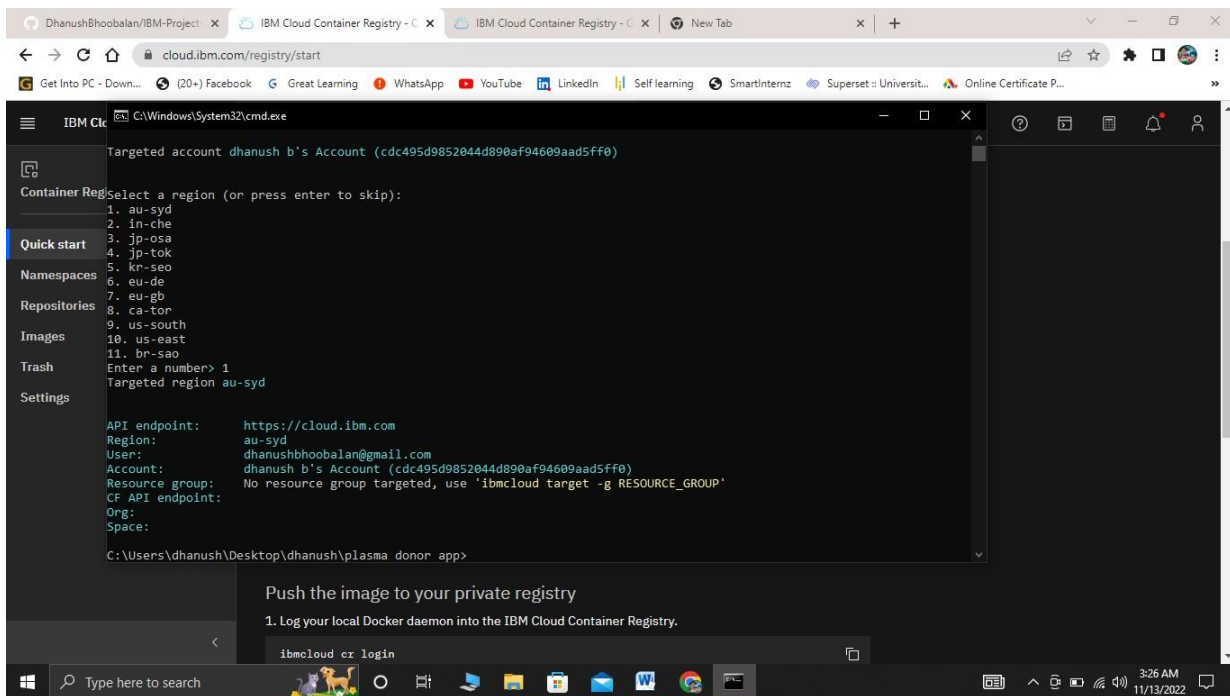 DhanushBhoobalan/IBM-Project-
IBM Cloud Container Registry - C
IBM Cloud Container Registry - C
New Tab
cloud.ibm.com/registry/start
Get Into PC - Down...
(20+) Facebook
Great Learning
WhatsApp
YouTube
LinkedIn
Self learning
SmartInternz
Superset :: Universit...
Online Certificate P...
»
IBM Clo
C:\Windows\System32\cmd.exe
Container Regi
Quick start
Namespaces
Repositories
Images
Trash
Settings
Targeted account dhanush b's Account (cdc495d9852044d890af94609aad5ff0)
Select a region (or press enter to skip):
1. au-syd
2. in-che
3. jp-osa
4. jp-tok
5. kr-seo
6. eu-de
7. eu-gb
8. ca-tor
9. us-south
10. us-east
11. br-sao
Enter a number> 1
Targeted region au-syd
API endpoint: https://cloud.ibm.com
Region: au-syd
User: dhanushbhoobalan@gmail.com
Account: dhanush b's Account (cdc495d9852044d890af94609aad5ff0)
Resource group: No resource group targeted, use 'ibmcloud target -g RESOURCE_GROUP'
CF API endpoint:
Org:
Space:
C:\Users\dhanush\Desktop\dhanush\plasma donor app>
Push the image to your private registry
1. Log your local Docker daemon into the IBM Cloud Container Registry.
ibmcloud cr login
Type here to search
3:26 AM
11/13/2022